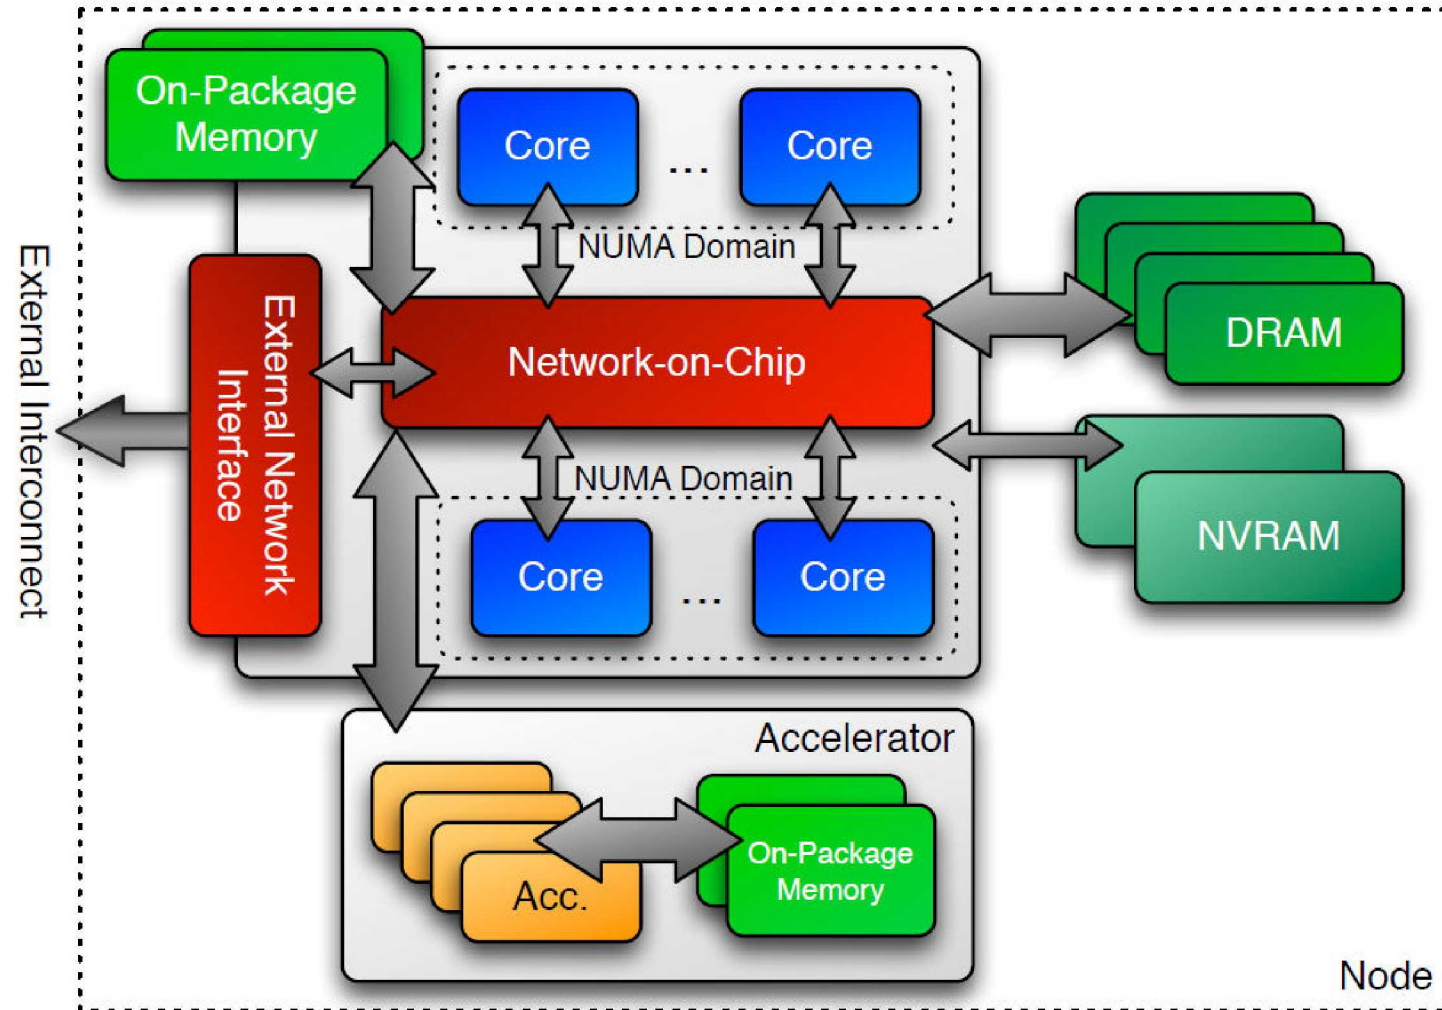 On-Package
Memory
Core
...
Core
NUMA Domain
DRAM
External Interconnect
External Network
Interface
Network-on-Chip
NUMA Domain
NVRAM
Core
...
Core
Accelerator
Acc.
On-Package
Memory
Node